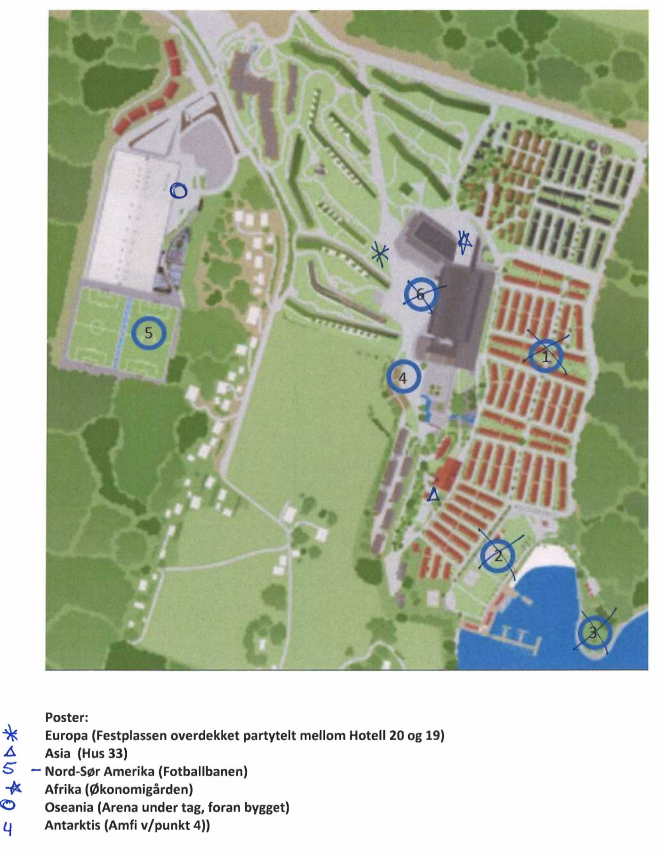 5
6
1
4
2
3
Poster:
Europa (Festplassen overdekket partytelt mellom Hotell 20 og 19)
Asia (Hus 33)
5 - Nord-Sør Amerika (Fotballbanen)
Afrika (Økonomigården)
Oseania (Arena under tag, foran bygget)
4 Antarktis (Amfi v/punkt 4))